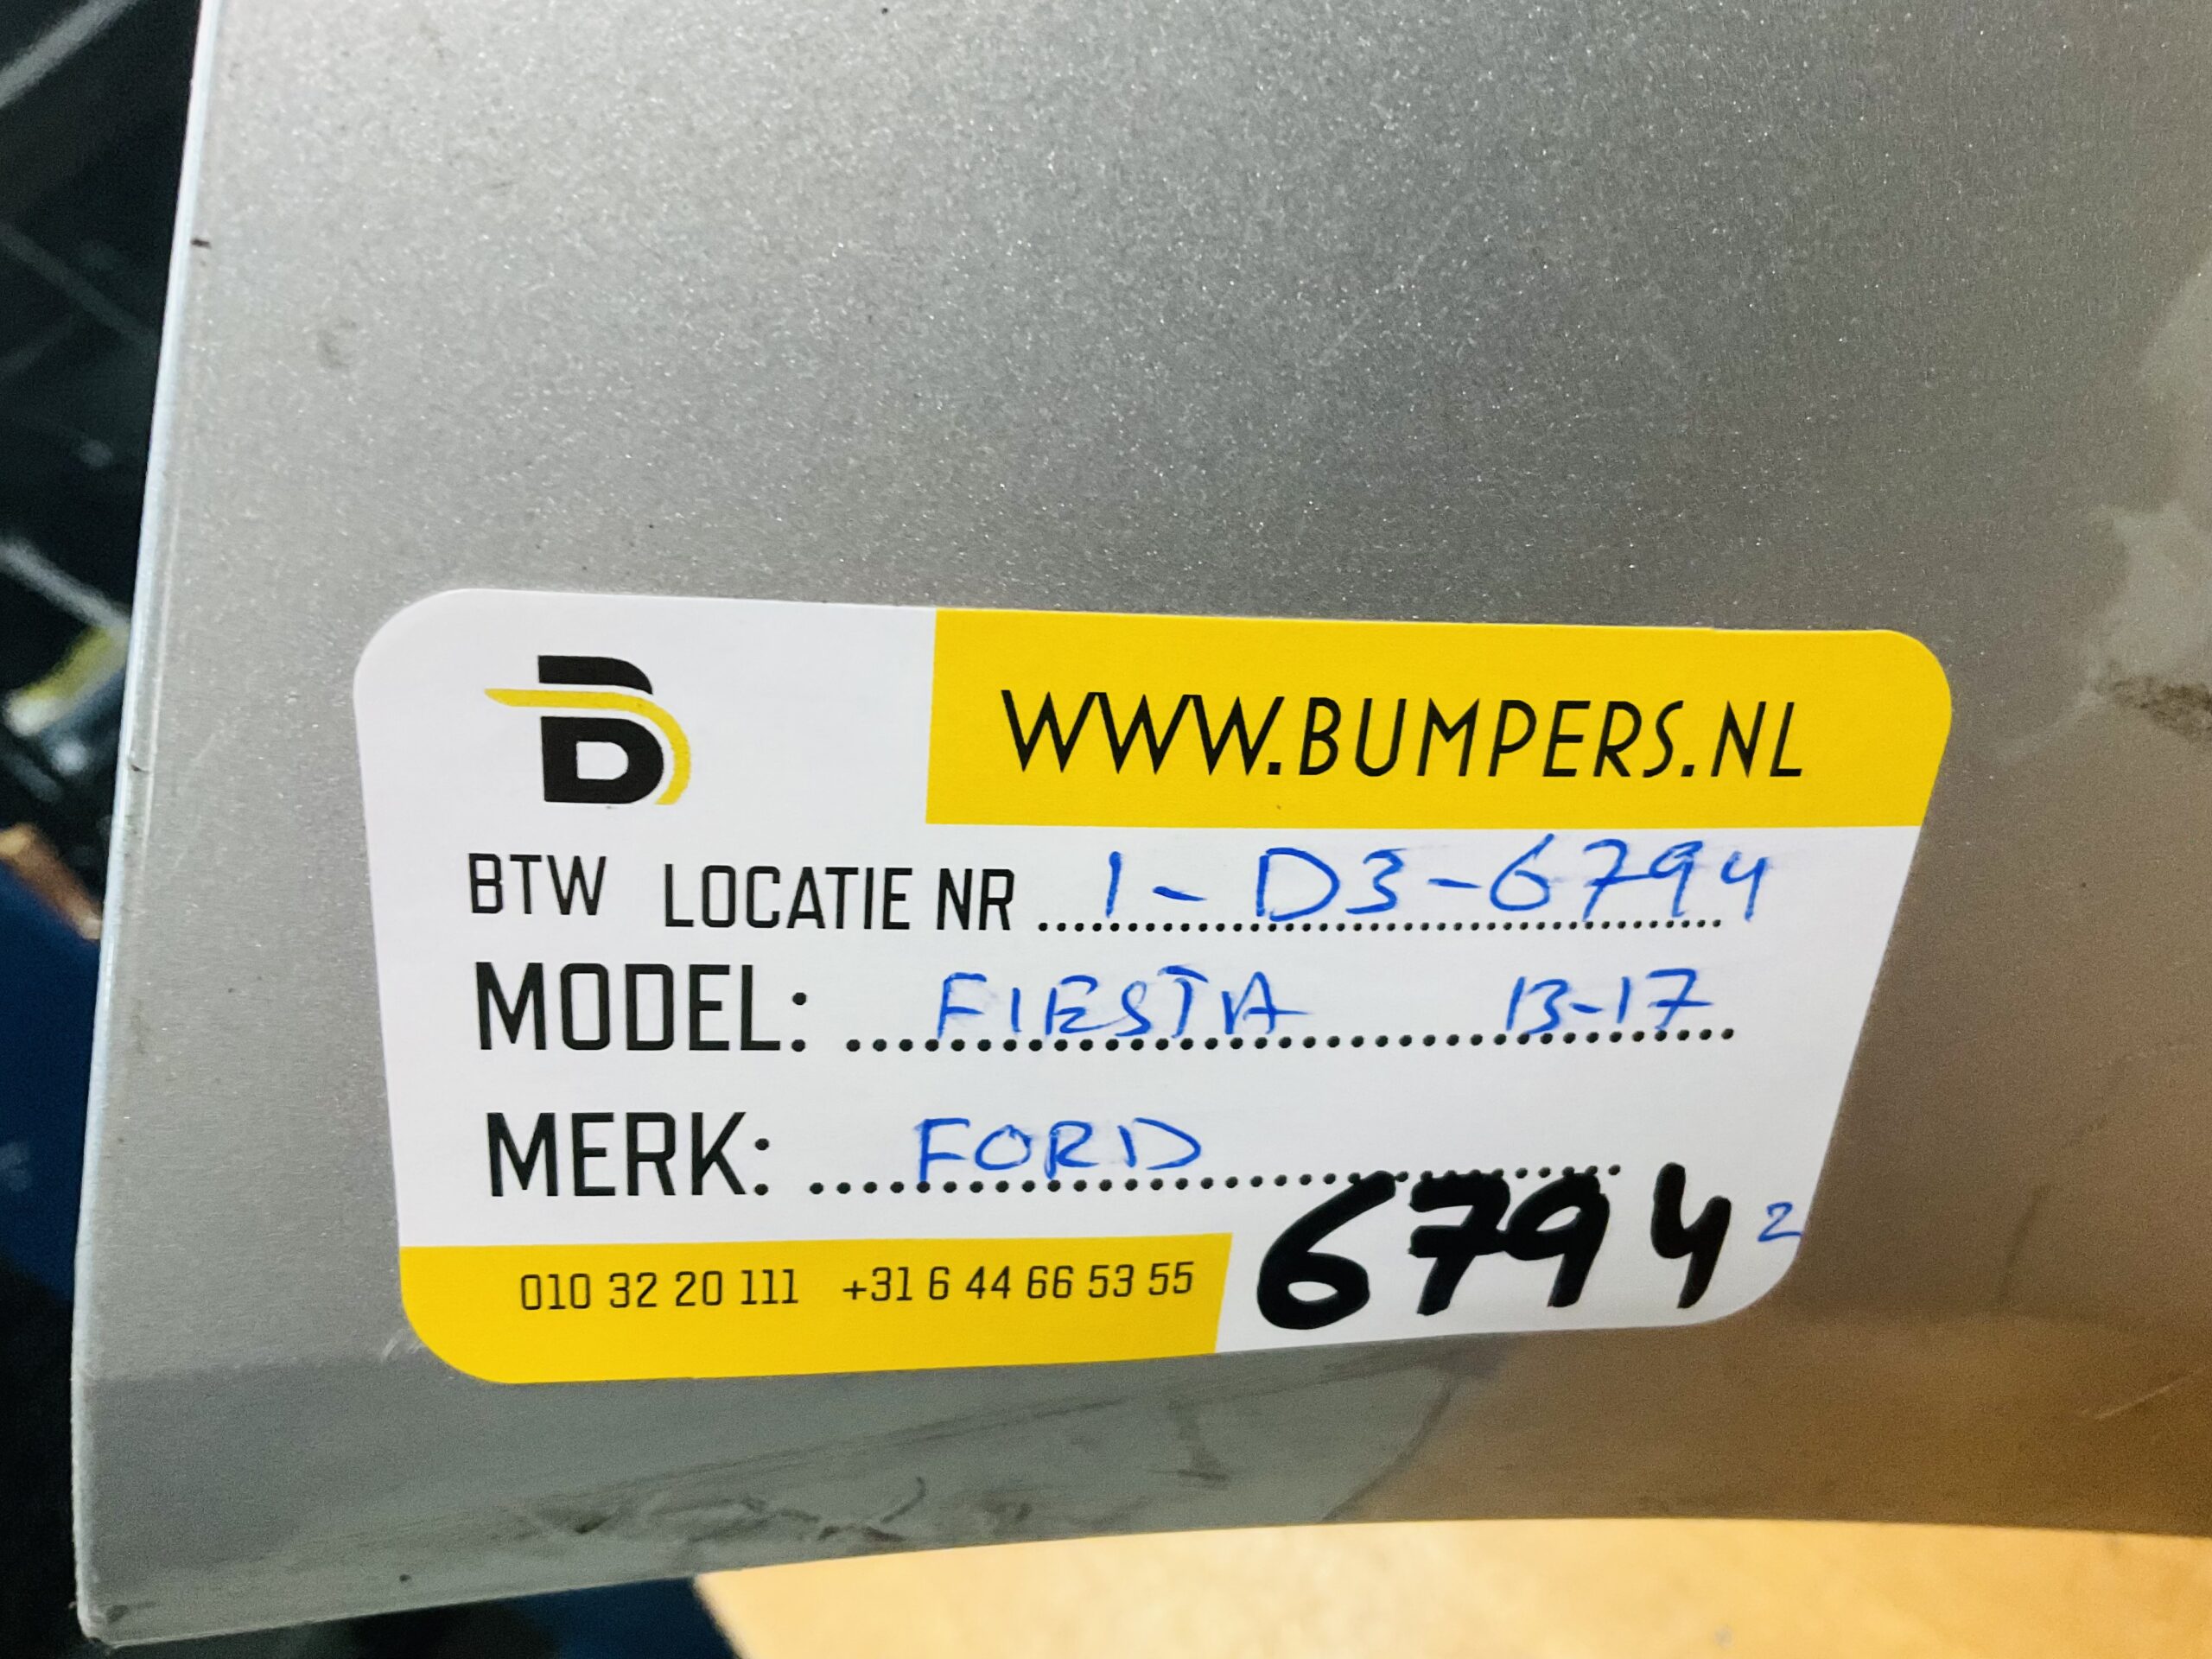 B WWW.BUMPERS.NL
BTW LOCATIE NR 1-D3-6794
MODEL: FIESTA 13-17
MERK: FORD
6794 2
010 32 20 111 +31 6 44 66 53 55